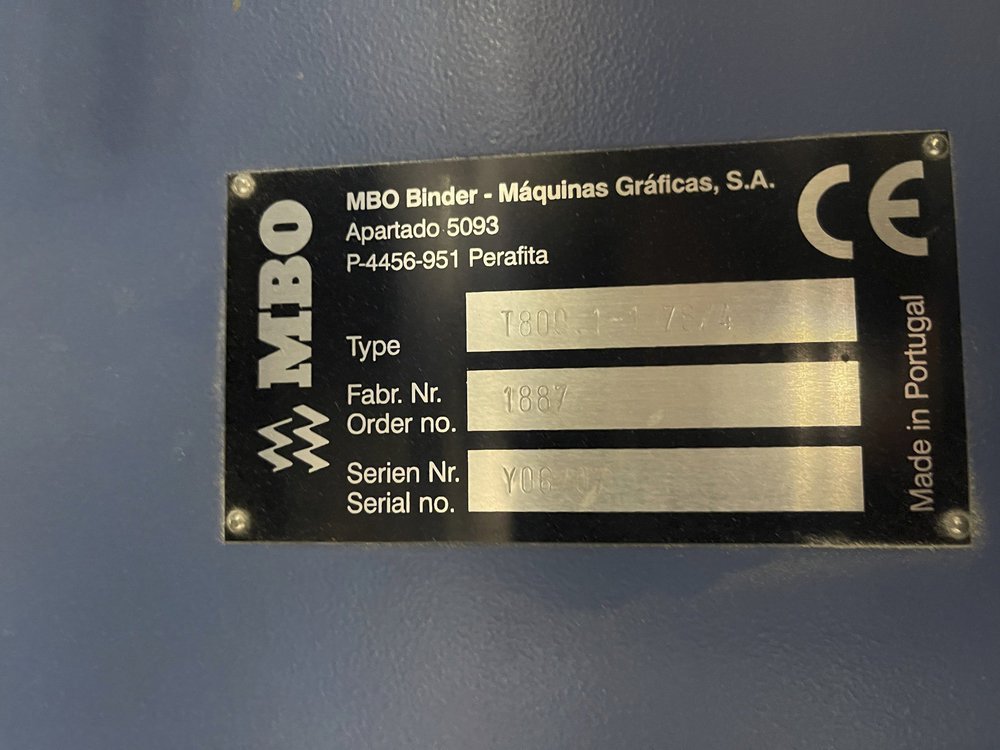 MBO
MBO Binder - Máquinas Gráficas, S.A.
Apartado 5093
P-4456-951 Perafita
CE
Type
Fabr. Nr. 1887
Order no.
Serien Nr.
Serial no.
Made in Portugal